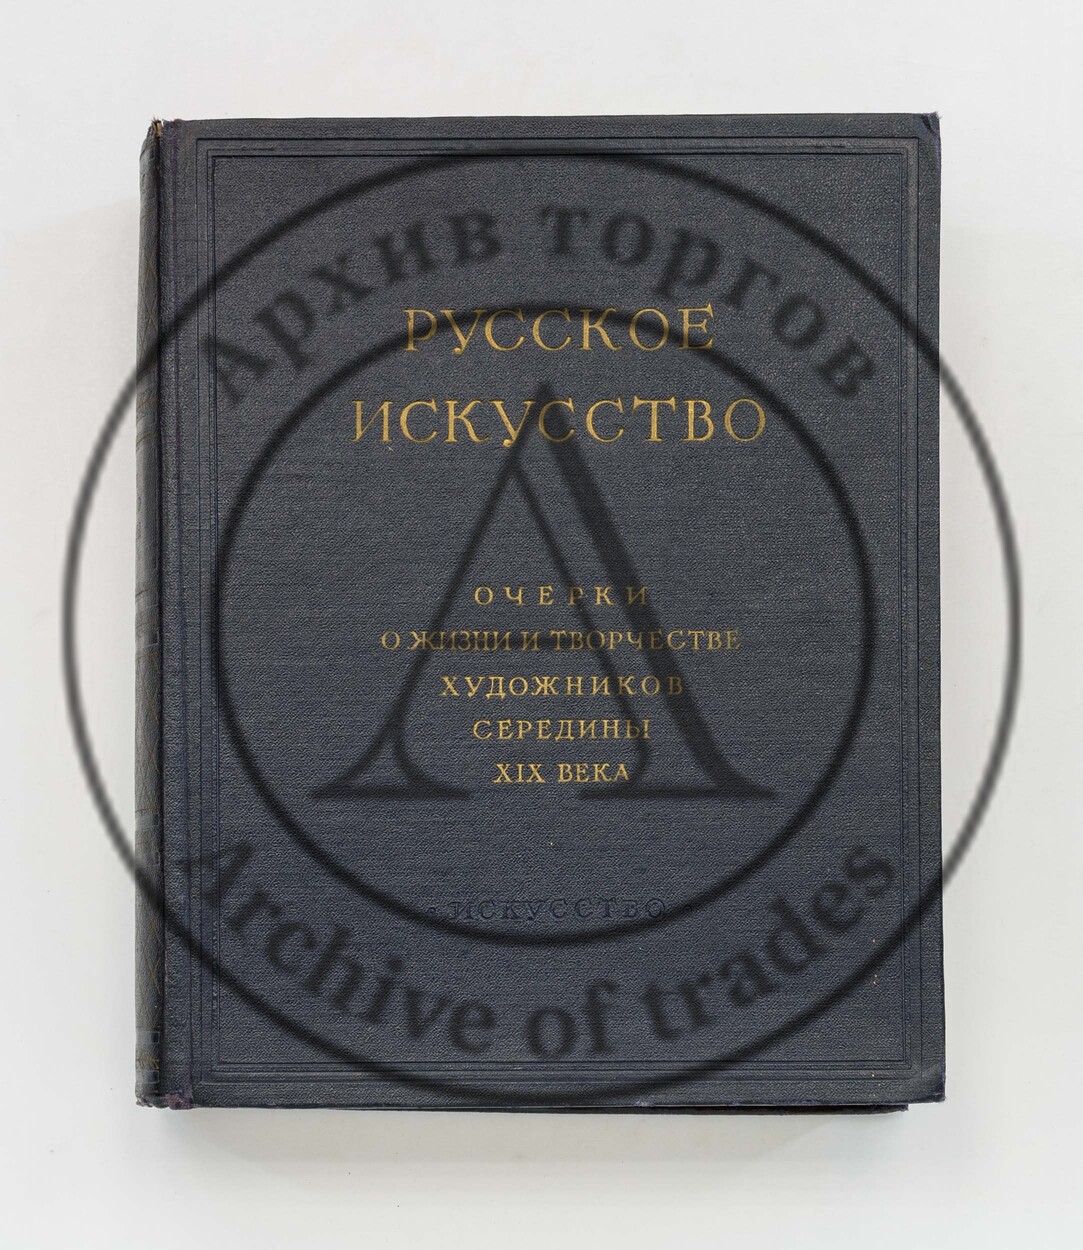 Архив торгов
РУССКОЕ
ИСКУССТВО
ОЧЕРКИ
О ЖИЗНИ И ТВОРЧЕСТВЕ
ХУДОЖНИКОВ
СЕРЕДИНЫ
XIX ВЕКА
·ИСКУССТВО·
Archive of trades